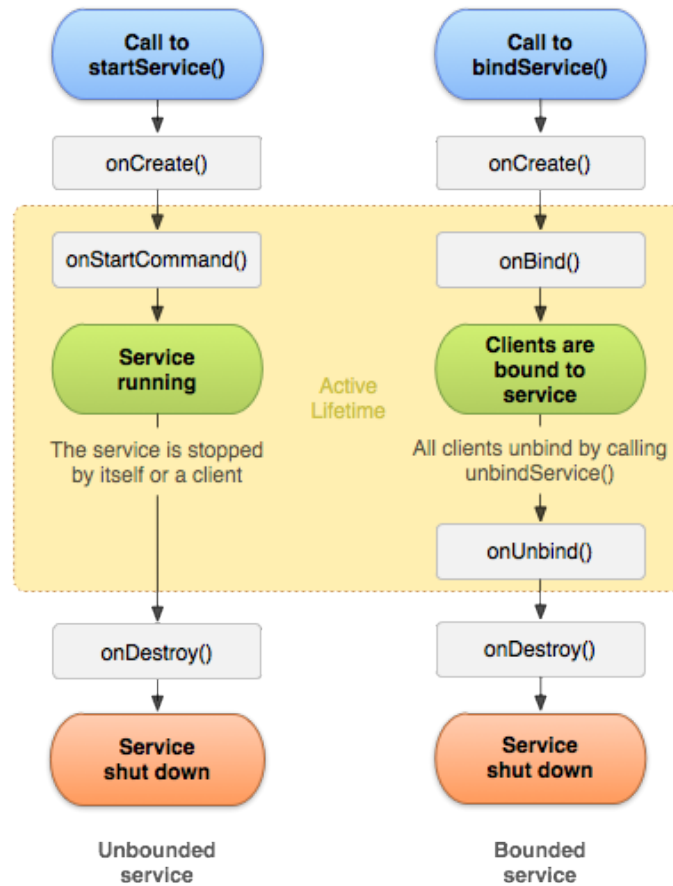 Call to
startService()
onCreate()
onStartCommand()
Service
running
The service is stopped
by itself or a client
onDestroy()
Service
shut down
Unbounded
service
Active
Lifetime
Call to
bindService()
onCreate()
onBind()
Clients are
bound to
service
All clients unbind by calling
unbindService()
onUnbind()
onDestroy()
Service
shut down
Bounded
service